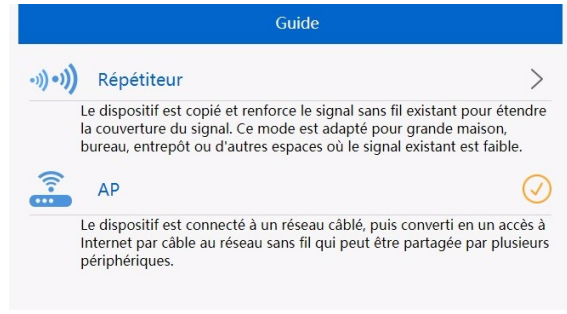 Guide
Répétiteur
Le dispositif est copié et renforce le signal sans fil existant pour étendre
la couverture du signal. Ce mode est adapté pour grande maison,
bureau, entrepôt ou d'autres espaces où le signal existant est faible.
AP
Le dispositif est connecté à un réseau câblé, puis converti en un accès à
Internet par câble au réseau sans fil qui peut être partagée par plusieurs
périphériques.